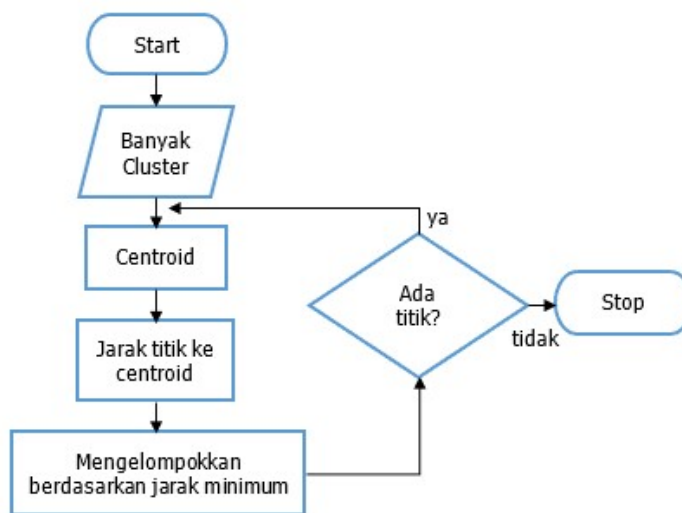 Start
Banyak
Cluster
Centroid
Jarak titik ke
centroid
Mengelompokkan
berdasarkan jarak minimum
Ada
titik?
ya
tidak
Stop